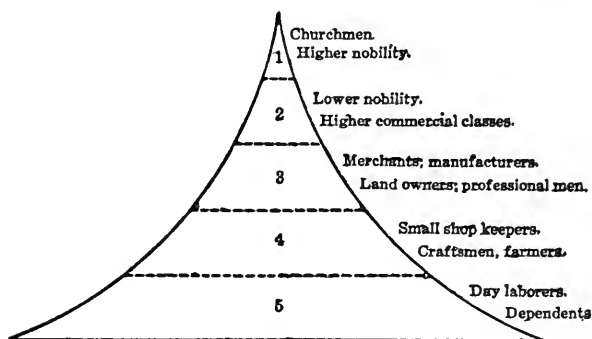 Churchmen.
Higher nobility.
1
Lower nobility.
2
Higher commercial classes.
Merchants; manufacturers.
3
Land owners; professional men.
Small shop keepers.
4
Craftsmen, farmers.
Day laborers.
5
Dependents